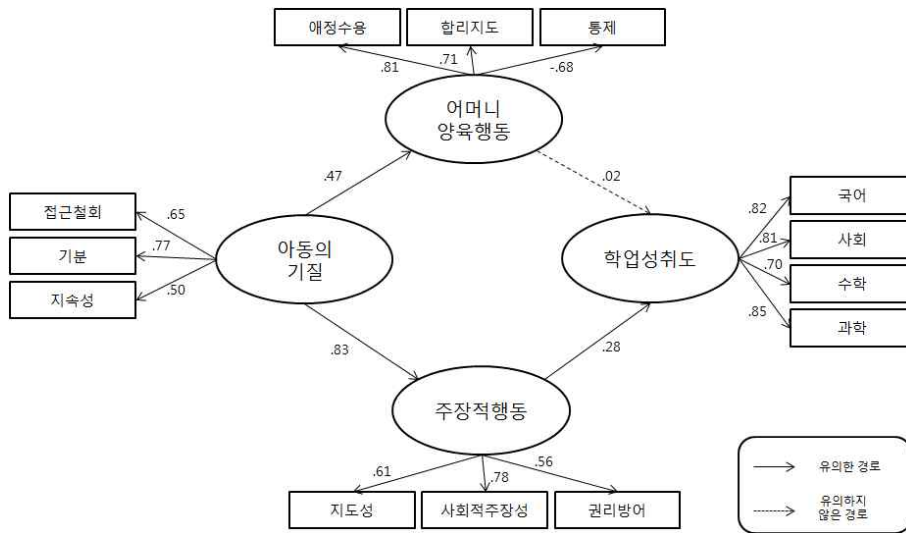 애정수용
합리지도
통제
.81
.71
-.68
어머니
양육행동
.47
.02
접근철회
기분
지속성
.65
.77
.50
아동의
기질
학업성취도
.82
.81
.70
.85
국어
사회
수학
과학
.83
.28
주장적행동
.61
.78
.56
지도성
사회적주장성
권리방어
유의한 경로
유의하지
않은 경로